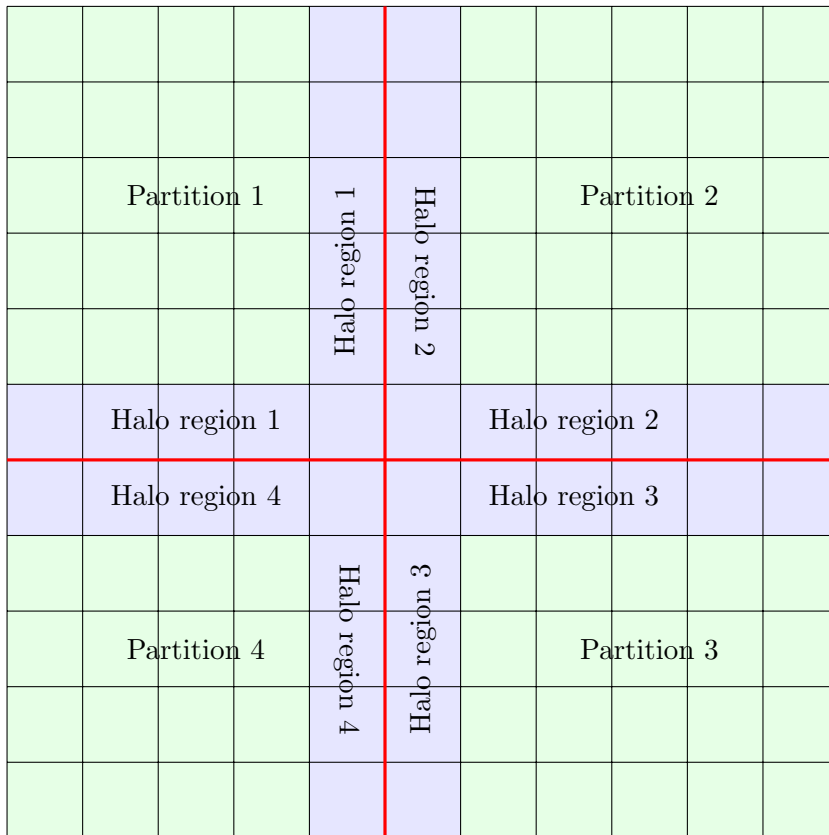 Partition 1
Halo region 1
Halo region 2
Partition 2
Halo region 1
Halo region 2
Halo region 4
Halo region 3
Partition 4
Halo region 4
Halo region 3
Partition 3